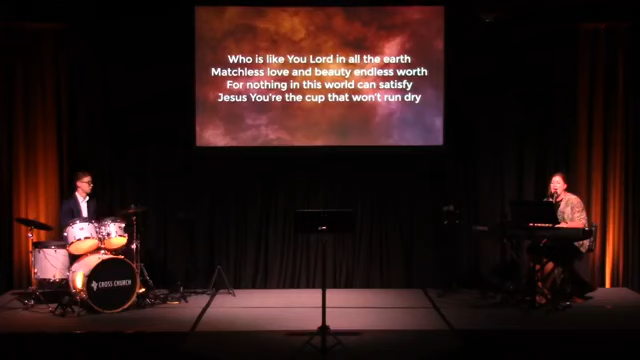 Who is like You Lord in all the earth
Matchless love and beauty endless worth
For nothing in this world can satisfy
Jesus You're the cup that won't run dry
CROSS CHURCH